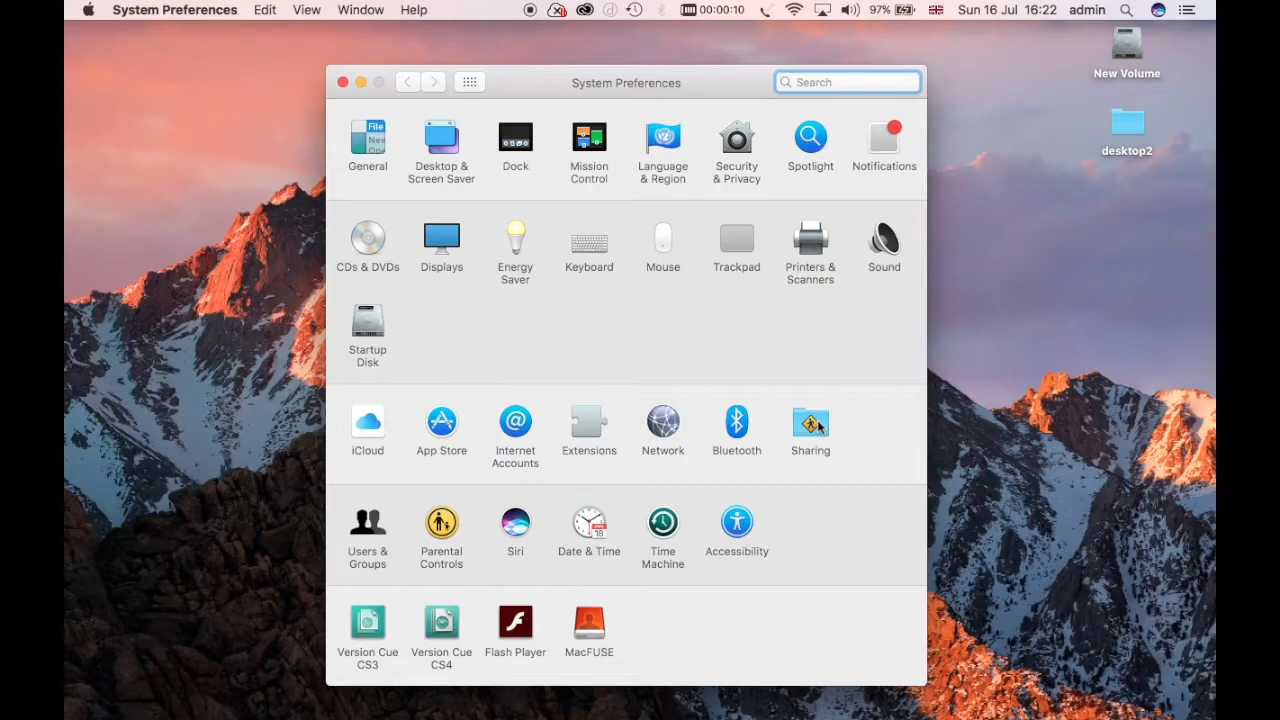 System Preferences Edit View Window Help 00:00:10 97% Sun 16 Jul 16:22 admin
New Volume
desktop2
System Preferences
Search
General
Desktop &
Screen Saver
Dock
Mission
Control
Language
& Region
Security
& Privacy
Spotlight
Notifications
CDs & DVDs
Displays
Energy
Saver
Keyboard
Mouse
Trackpad
Printers &
Scanners
Sound
Startup
Disk
iCloud
App Store
Internet
Accounts
Extensions
Network
Bluetooth
Sharing
Users &
Groups
Parental
Controls
Siri
Date & Time
Time
Machine
Accessibility
Version Cue
CS3
Version Cue
CS4
Flash Player
MacFUSE